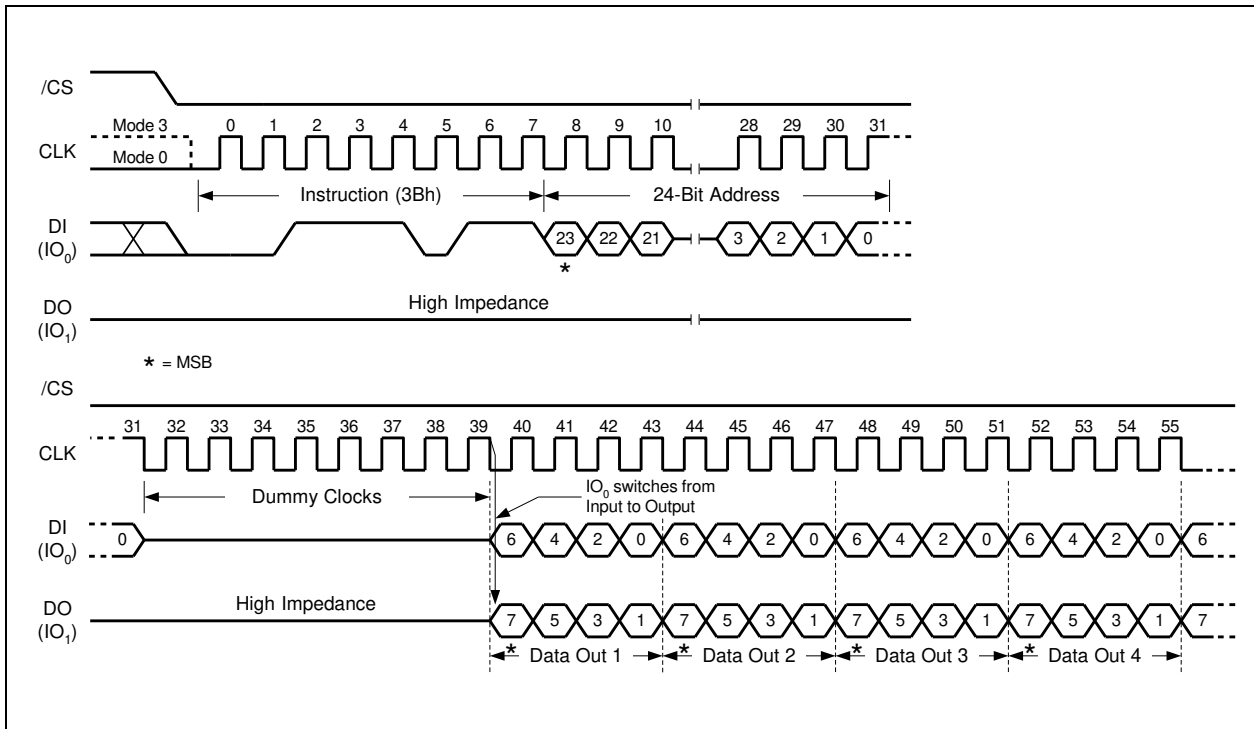 /CS
Mode 3 0 1 2 3 4 5 6 7 8 9 10 28 29 30 31
CLK
Mode 0
Instruction (3Bh) 24-Bit Address
DI
(IO0)
23 22 21 3 2 1 0
*
High Impedance
DO
(IO1)
* = MSB
/CS
31 32 33 34 35 36 37 38 39 40 41 42 43 44 45 46 47 48 49 50 51 52 53 54 55
CLK
Dummy Clocks
IO0 switches from
Input to Output
DI
(IO0)
0 6 4 2 0 6 4 2 0 6 4 2 0 6 4 2 0 6
High Impedance
DO
(IO1)
7 5 3 1 7 5 3 1 7 5 3 1 7 5 3 1 7
* Data Out 1 * Data Out 2 * Data Out 3 * Data Out 4